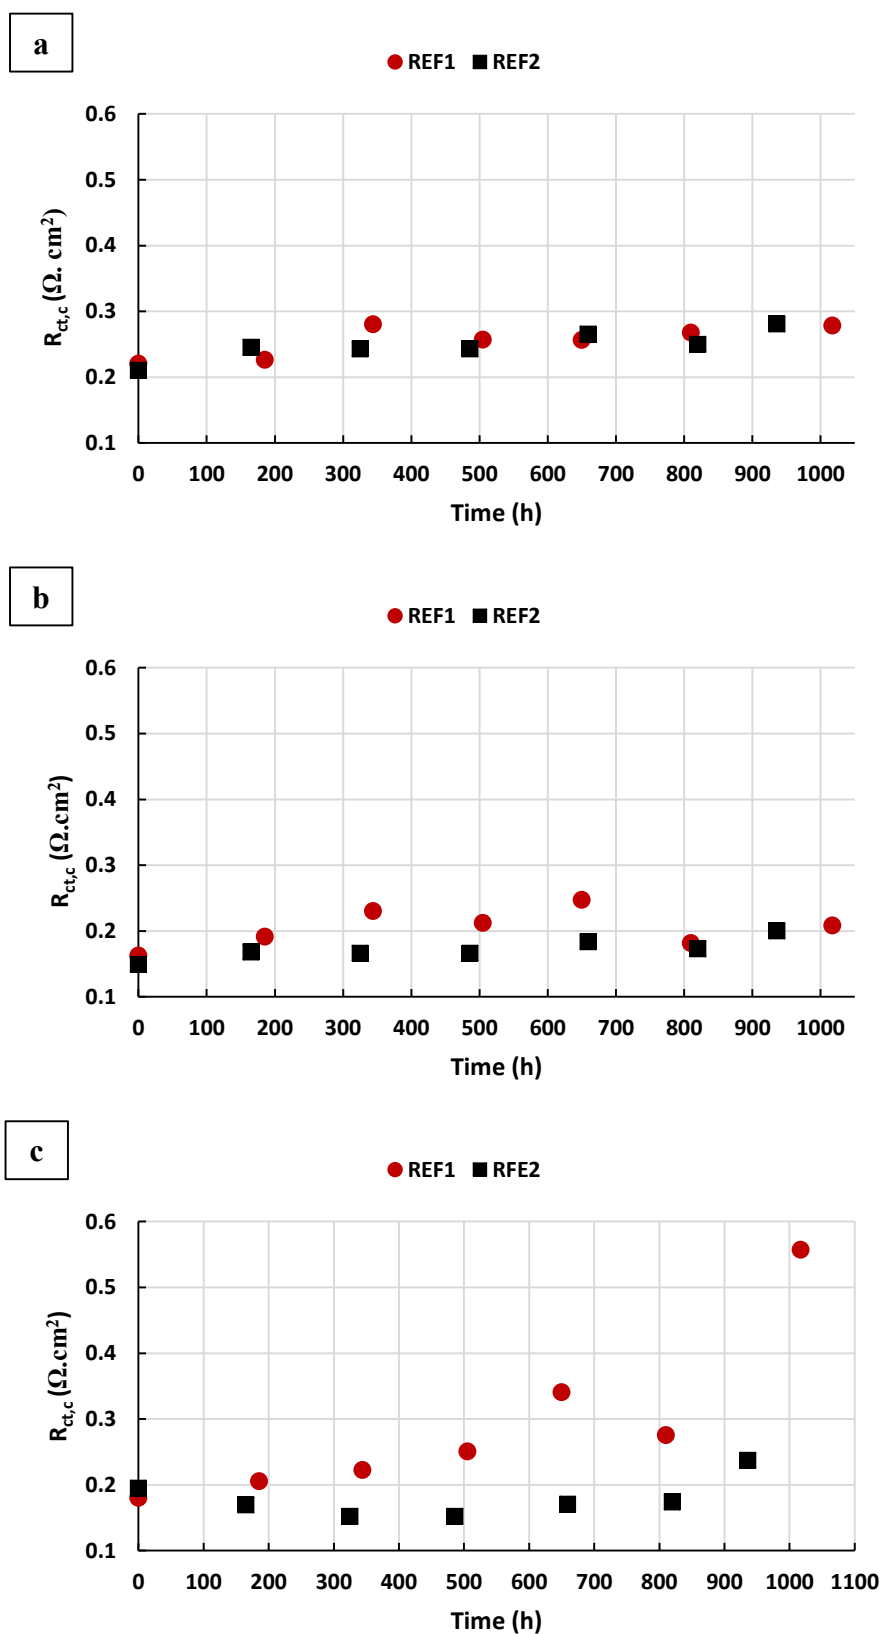 a
REF1 REF2
0.6
0.5
0.4
0.3
0.2
0.1
R_ct,c (Ω. cm²)
0 100 200 300 400 500 600 700 800 900 1000
Time (h)
b
REF1 REF2
0.6
0.5
0.4
0.3
0.2
0.1
R_ct,c (Ω.cm²)
0 100 200 300 400 500 600 700 800 900 1000
Time (h)
c
REF1 RFE2
0.6
0.5
0.4
0.3
0.2
0.1
R_ct,c (Ω.cm²)
0 100 200 300 400 500 600 700 800 900 1000 1100
Time (h)